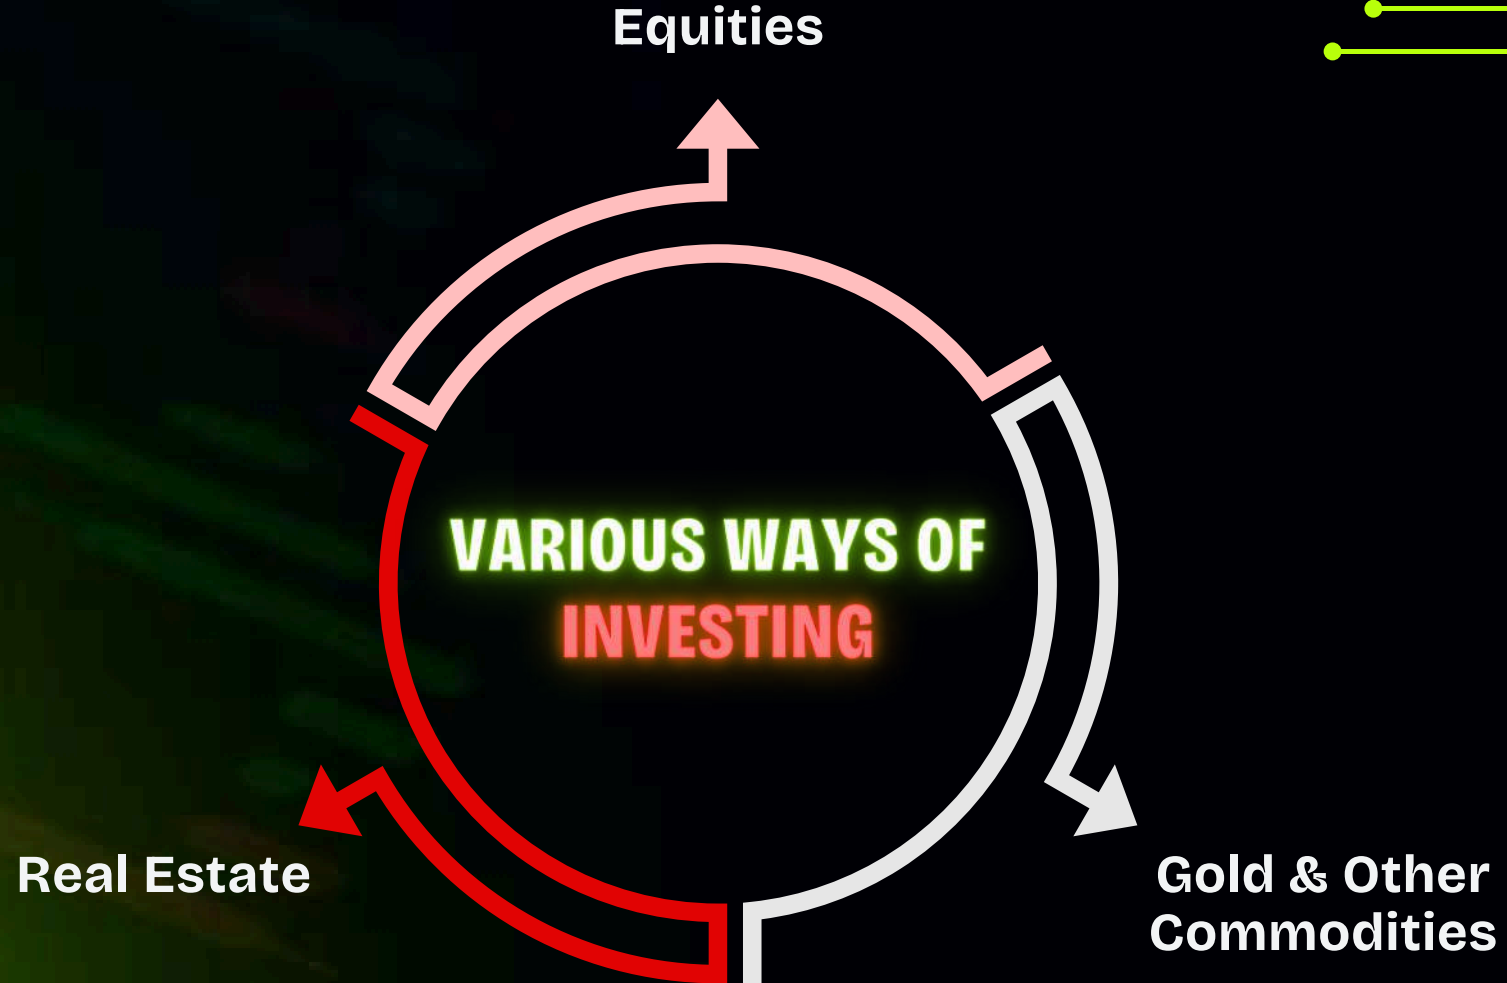 Equities
VARIOUS WAYS OF
INVESTING
Real Estate
Gold & Other
Commodities